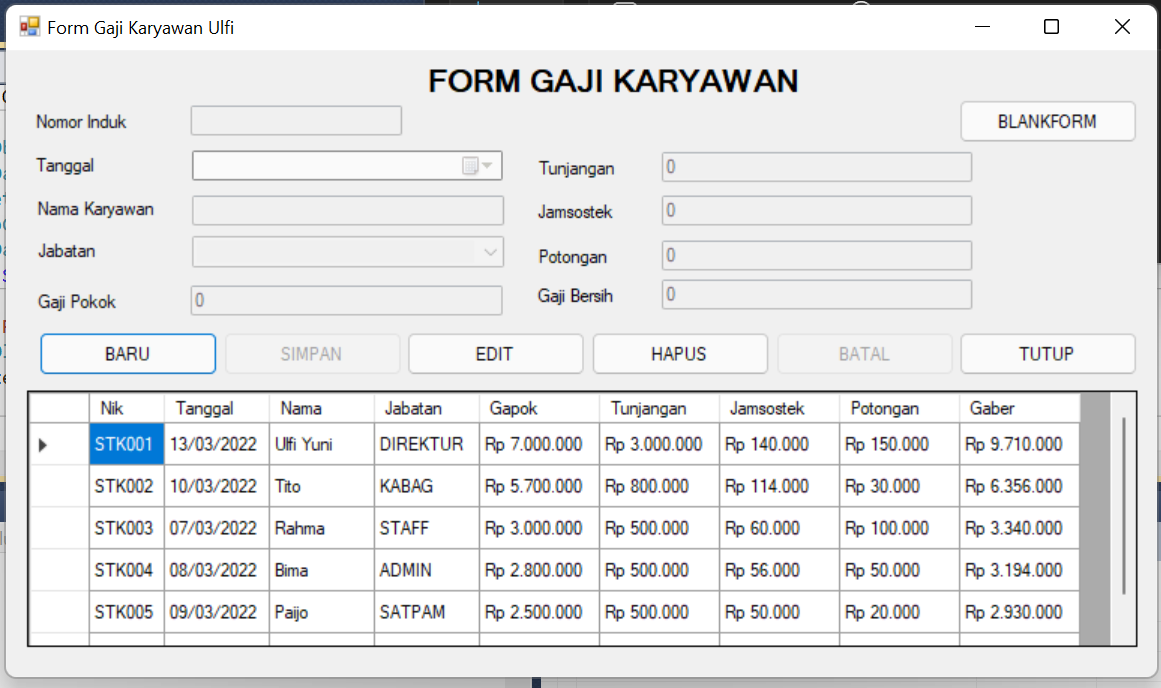 Form Gaji Karyawan Ulfi
FORM GAJI KARYAWAN
Nomor Induk
BLANKFORM
Tanggal
Tunjangan 0
Nama Karyawan
Jamsostek 0
Jabatan
Potongan 0
Gaji Pokok 0
Gaji Bersih 0
BARU SIMPAN EDIT HAPUS BATAL TUTUP
Nik Tanggal Nama Jabatan Gapok Tunjangan Jamsostek Potongan Gaber
STK001 13/03/2022 Ulfi Yuni DIREKTUR Rp 7.000.000 Rp 3.000.000 Rp 140.000 Rp 150.000 Rp 9.710.000
STK002 10/03/2022 Tito KABAG Rp 5.700.000 Rp 800.000 Rp 114.000 Rp 30.000 Rp 6.356.000
STK003 07/03/2022 Rahma STAFF Rp 3.000.000 Rp 500.000 Rp 60.000 Rp 100.000 Rp 3.340.000
STK004 08/03/2022 Bima ADMIN Rp 2.800.000 Rp 500.000 Rp 56.000 Rp 50.000 Rp 3.194.000
STK005 09/03/2022 Paijo SATPAM Rp 2.500.000 Rp 500.000 Rp 50.000 Rp 20.000 Rp 2.930.000